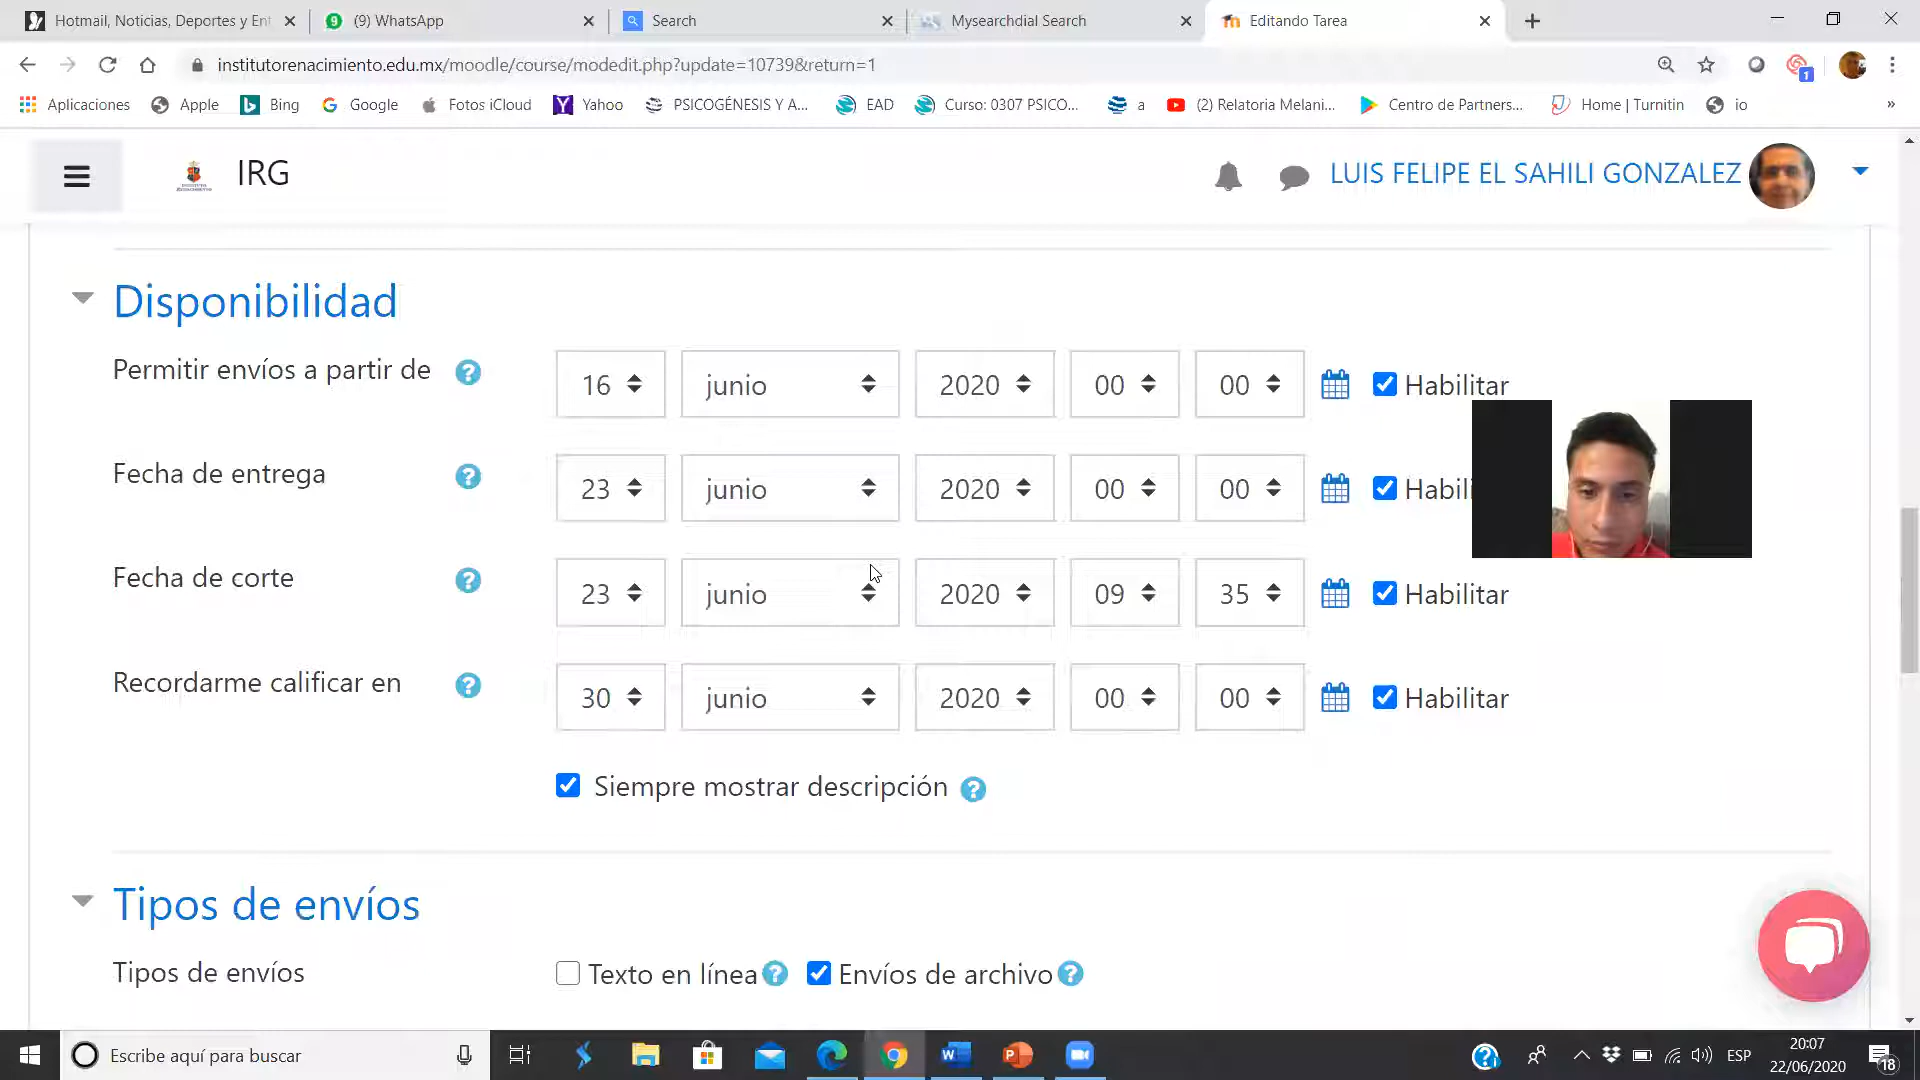 Hotmail, Noticias, Deportes y Ent
(9) WhatsApp
Search
Mysearchdial Search
Editando Tarea
institutorenacimiento.edu.mx/moodle/course/modedit.php?update=10739&return=1
Aplicaciones Apple Bing Google Fotos iCloud Yahoo PSICOGÉNESIS Y A... EAD Curso: 0307 PSICO... a (2) Relatoria Melani... Centro de Partners... Home | Turnitin io »
IRG
LUIS FELIPE EL SAHILI GONZALEZ
Disponibilidad
Permitir envíos a partir de ? 16 junio 2020 00 00 Habilitar
Fecha de entrega ? 23 junio 2020 00 00 Habili
Fecha de corte ? 23 junio 2020 09 35 Habilitar
Recordarme calificar en ? 30 junio 2020 00 00 Habilitar
Siempre mostrar descripción ?
Tipos de envíos
Tipos de envíos Texto en línea ? Envíos de archivo ?
Escribe aquí para buscar
ESP
20:07
22/06/2020
18